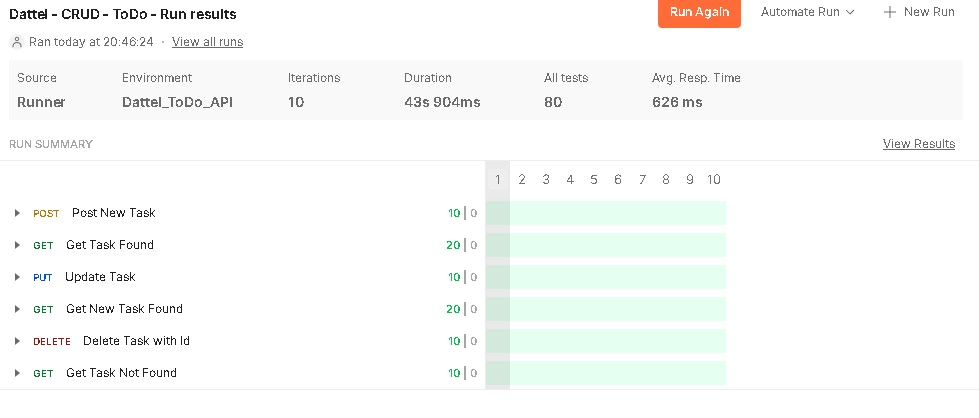 Dattel - CRUD - ToDo - Run results
Run Again Automate Run + New Run
Ran today at 20:46:24 · View all runs
Source Environment Iterations Duration All tests Avg. Resp. Time
Runner Dattel_ToDo_API 10 43s 904ms 80 626 ms
RUN SUMMARY View Results
1 2 3 4 5 6 7 8 9 10
POST Post New Task 10 | 0
GET Get Task Found 20 | 0
PUT Update Task 10 | 0
GET Get New Task Found 20 | 0
DELETE Delete Task with Id 10 | 0
GET Get Task Not Found 10 | 0